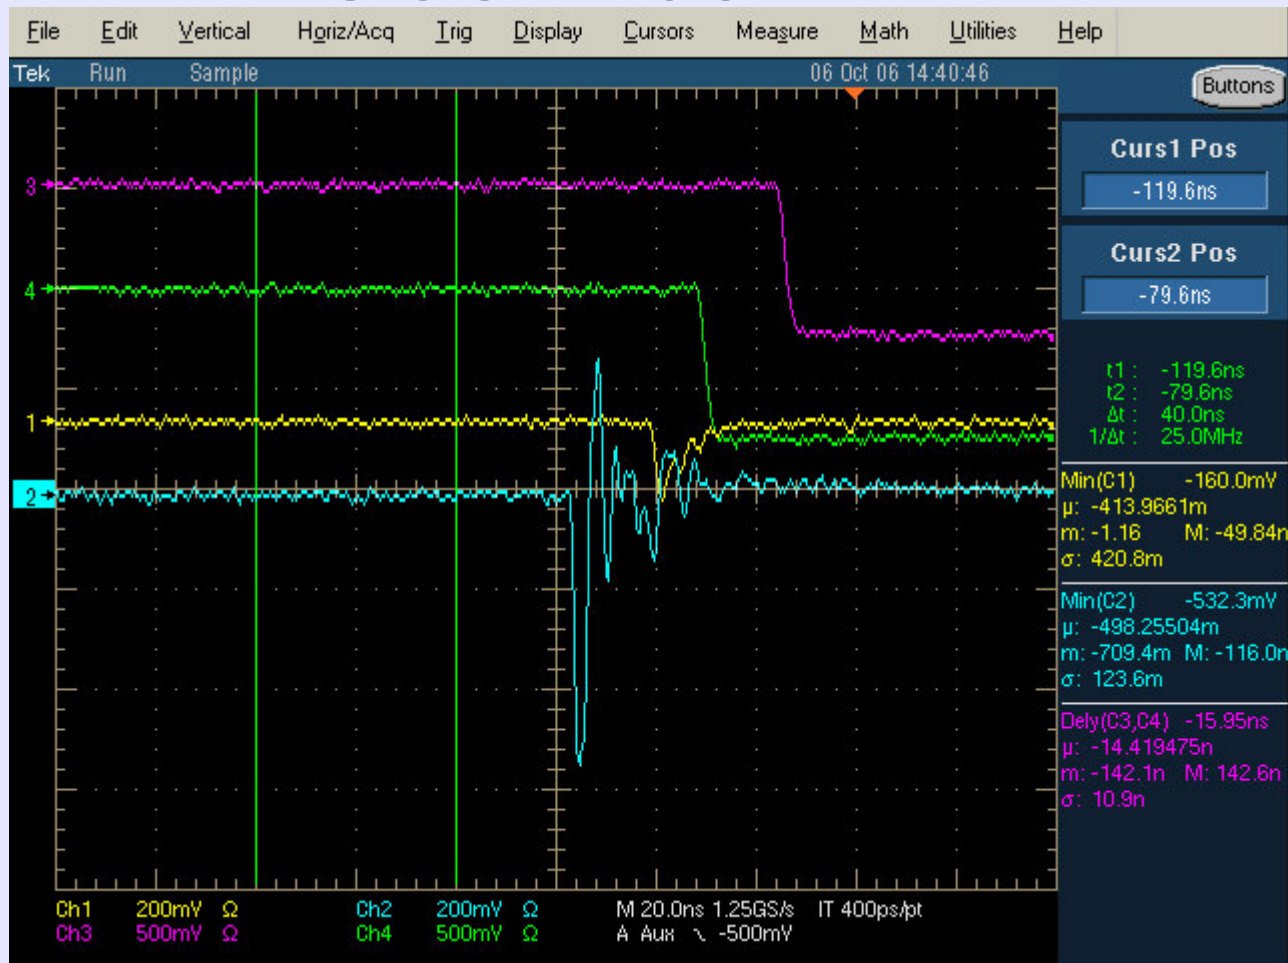 File Edit Vertical Horiz/Acq Trig Display Cursors Measure Math Utilities Help
Tek Run Sample 06 Oct 06 14:40:46
Buttons
Curs1 Pos
-119.6ns
Curs2 Pos
-79.6ns
3
4
1
2
t1 : -119.6ns
t2 : -79.6ns
Δt : 40.0ns
1/Δt : 25.0MHz
Min(C1) -160.0mV
µ: -413.9661m
m: -1.16 M: -49.84m
σ: 420.8m
Min(C2) -532.3mV
µ: -498.25504m
m: -709.4m M: -116.0m
σ: 123.6m
Dely(C3,C4) -15.95ns
µ: -14.419475n
m: -142.1n M: 142.6n
σ: 10.9n
Ch1 200mV Ω Ch2 200mV Ω M 20.0ns 1.25GS/s IT 400ps/pt
Ch3 500mV Ω Ch4 500mV Ω A Aux \ -500mV